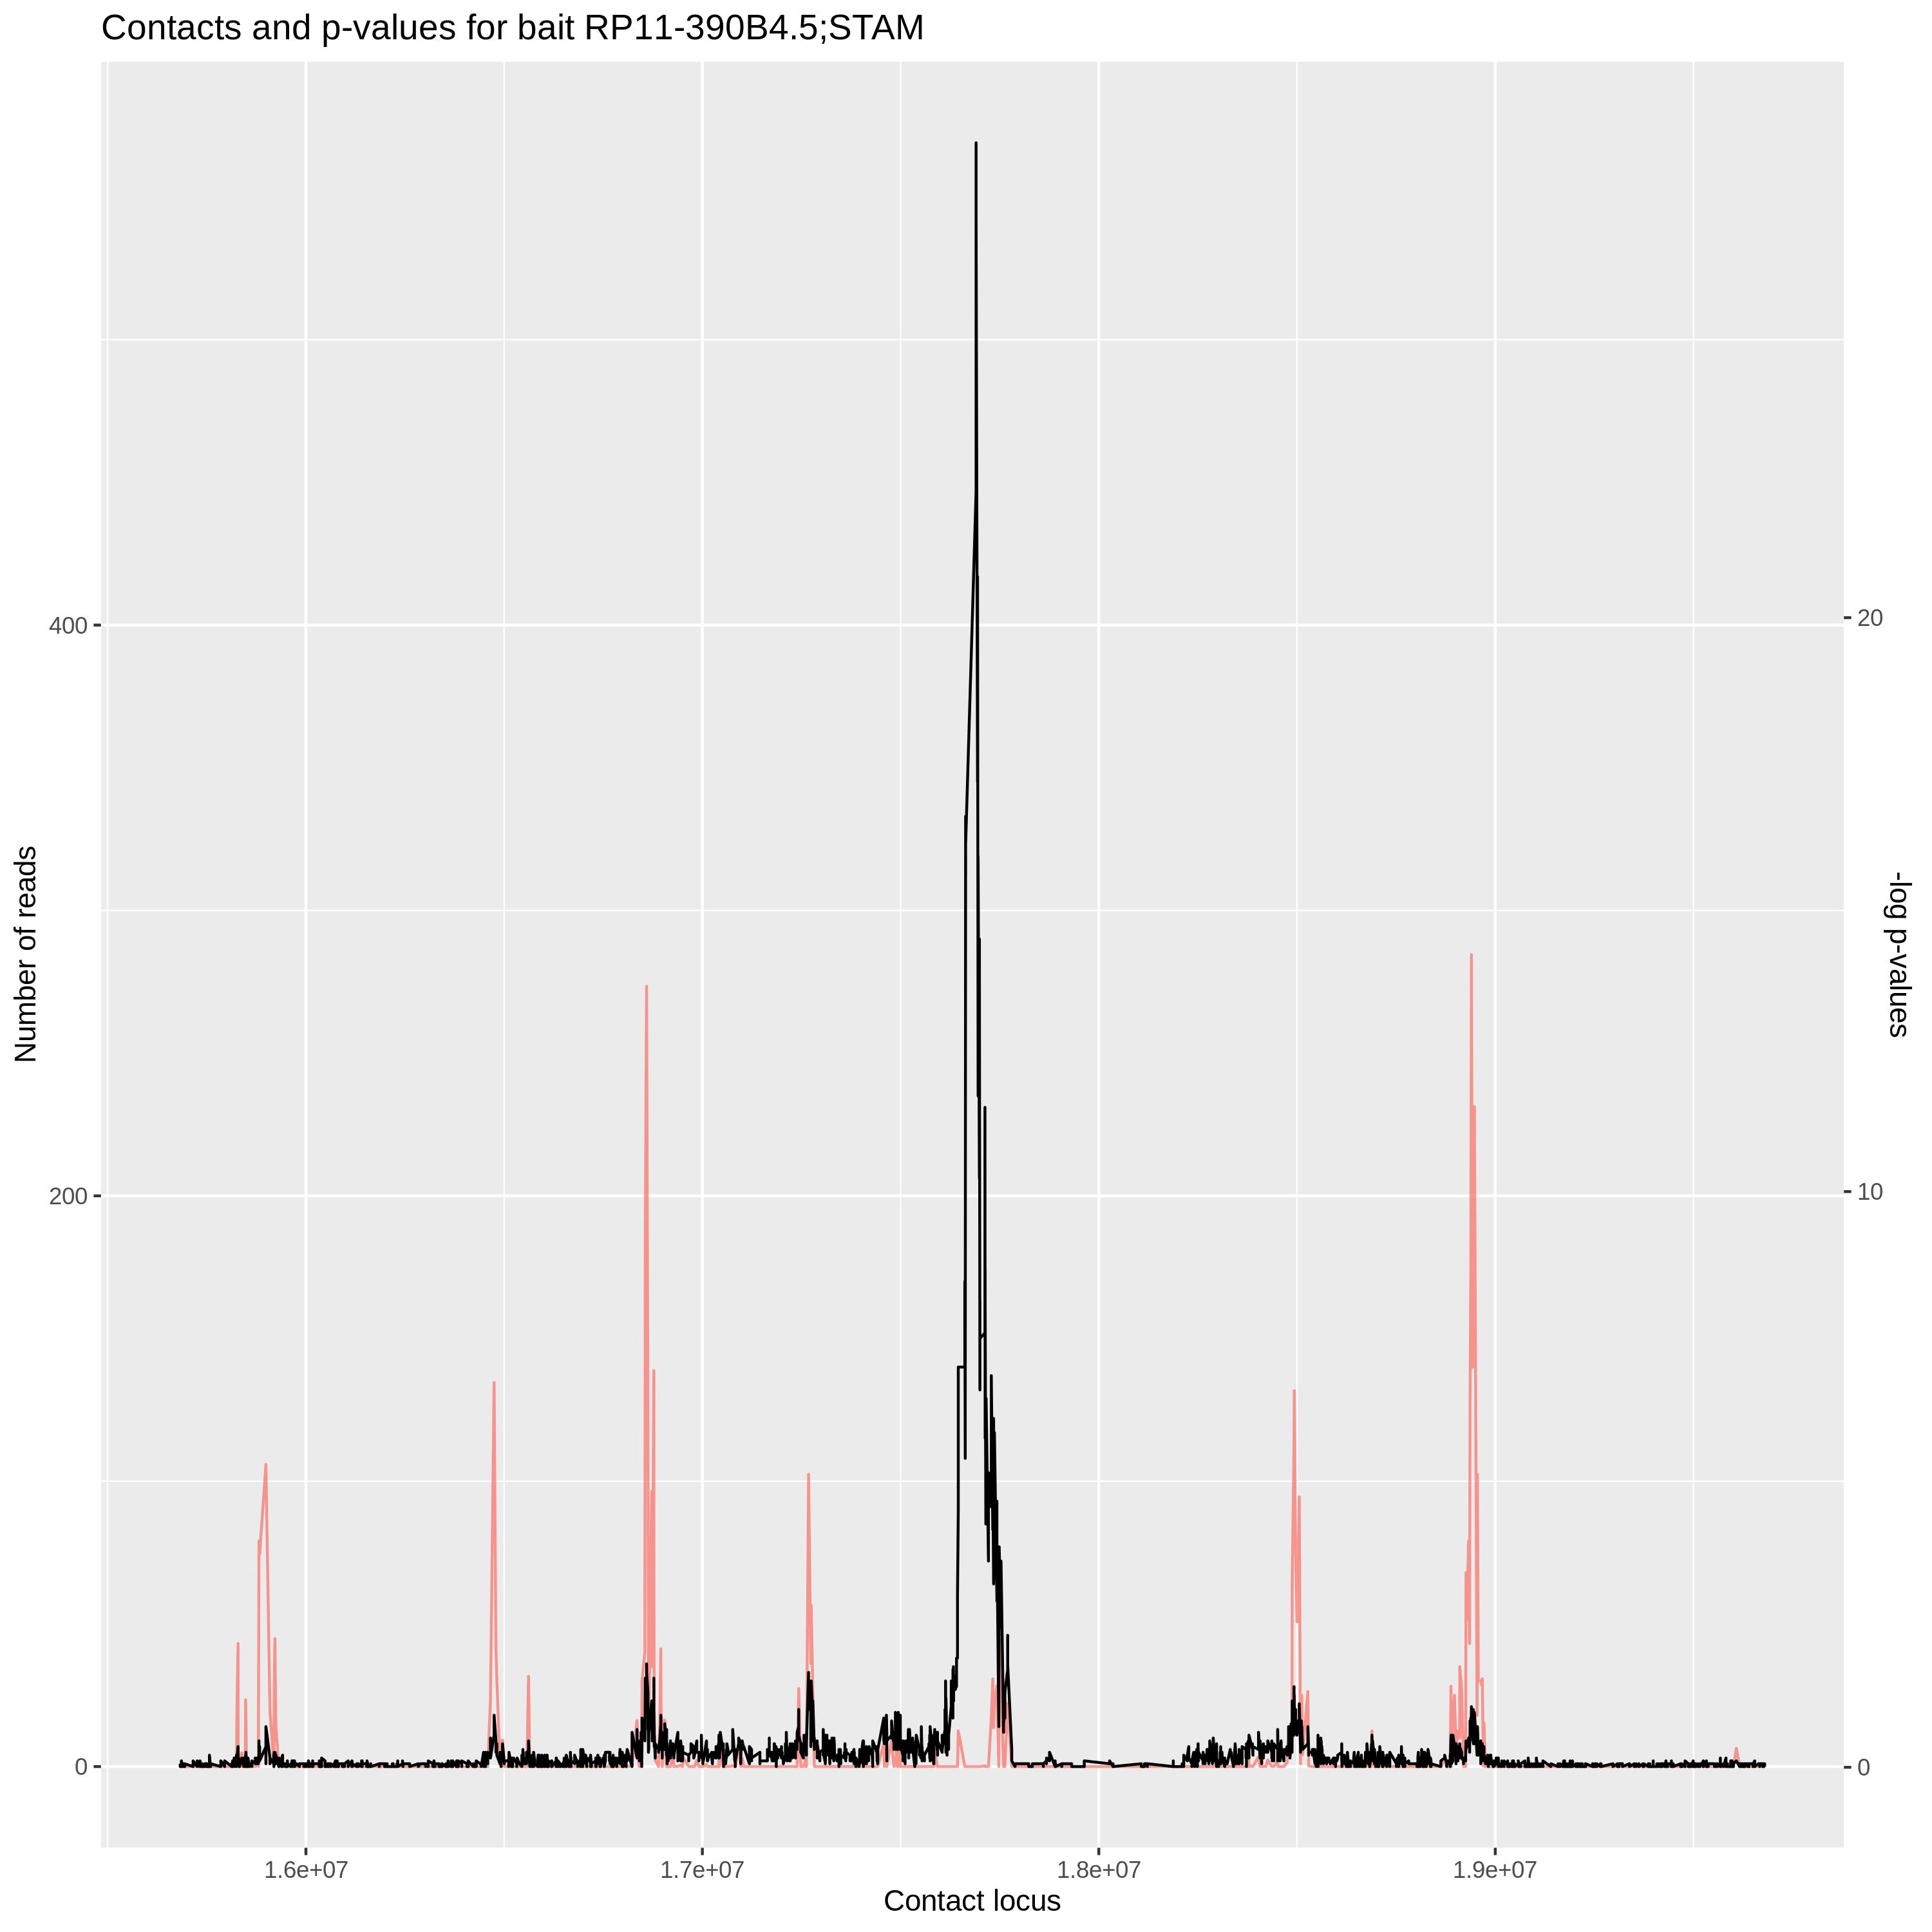 Contacts and p-values for bait RP11-390B4.5;STAM
Number of reads
400
200
0
-log p-values
20
10
0
1.6e+07
1.7e+07
1.8e+07
1.9e+07
Contact locus